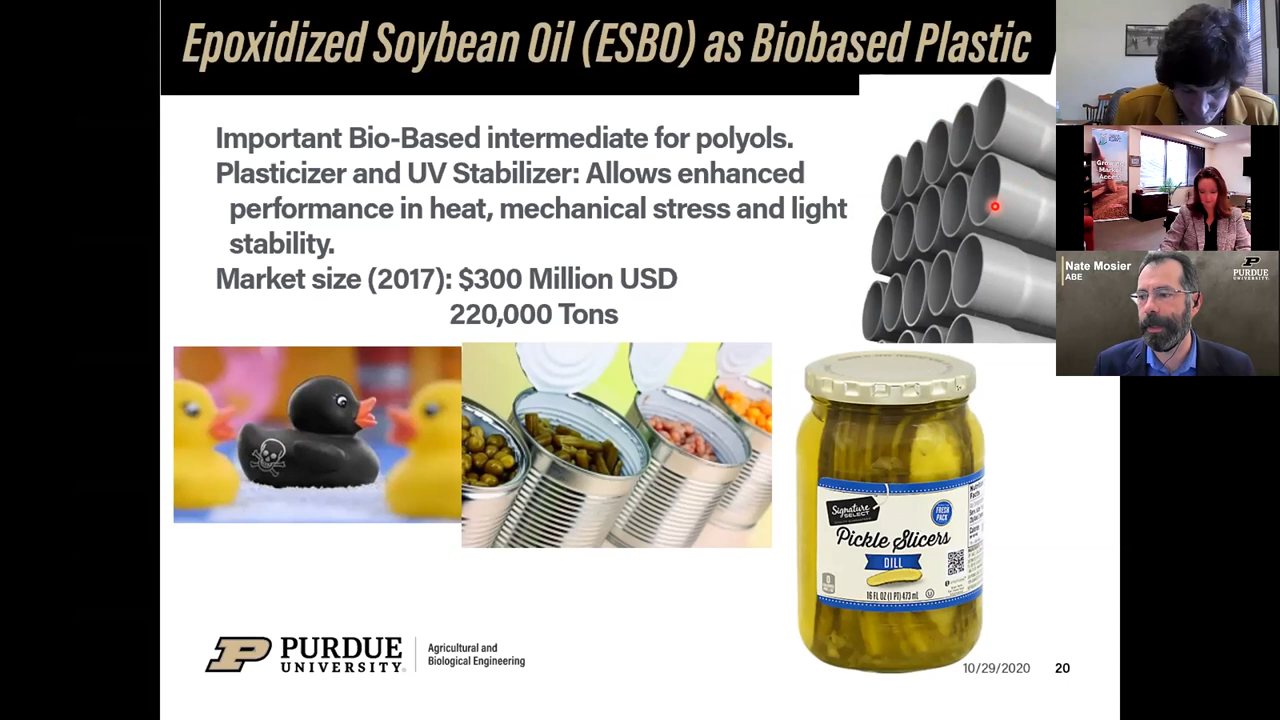 Epoxidized Soybean Oil (ESBO) as Biobased Plastic
Important Bio-Based intermediate for polyols.
Plasticizer and UV Stabilizer: Allows enhanced
performance in heat, mechanical stress and light
stability.
Market size (2017): $300 Million USD
220,000 Tons
Signature
SELECT
FRESH
PACK
Pickle Slicers
DILL
16 FL OZ (1 PT) 473 mL
PURDUE
UNIVERSITY
Agricultural and
Biological Engineering
10/29/2020
20
Nate Mosier
ABE
PURDUE
UNIVERSITY